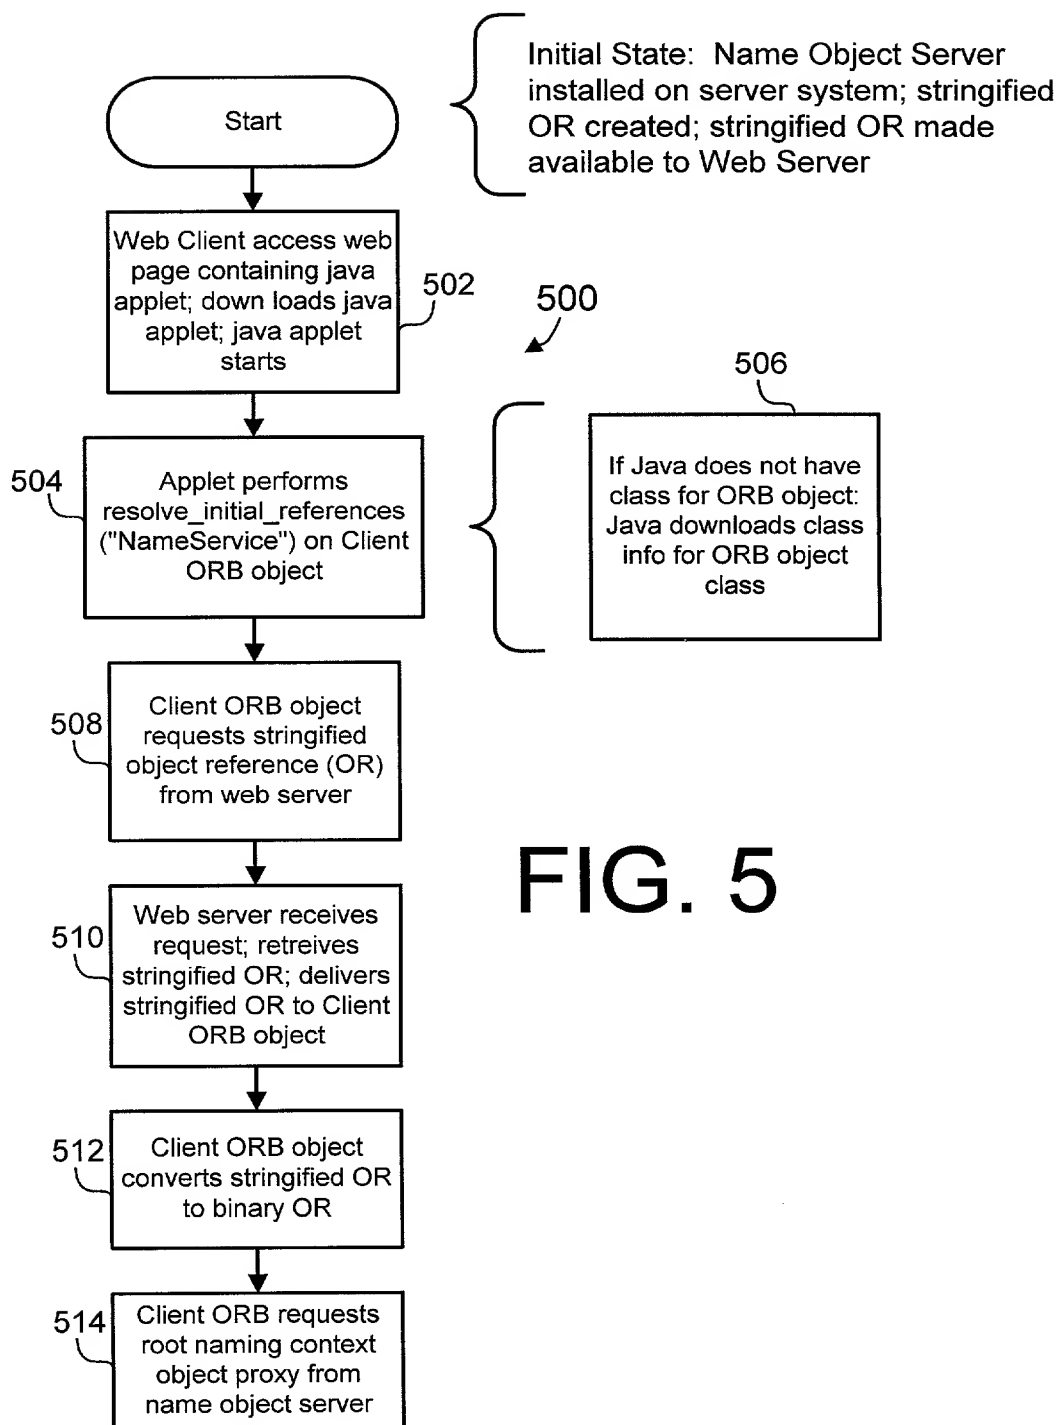 Initial State: Name Object Server
installed on server system; stringified
OR created; stringified OR made
available to Web Server
Start
Web Client access web
page containing java
applet; down loads java
applet; java applet
starts
502
500
506
504
Applet performs
resolve_initial_references
("NameService") on Client
ORB object
If Java does not have
class for ORB object:
Java downloads class
info for ORB object
class
508
Client ORB object
requests stringified
object reference (OR)
from web server
FIG. 5
510
Web server receives
request; retreives
stringified OR; delivers
stringified OR to Client
ORB object
512
Client ORB object
converts stringified OR
to binary OR
514
Client ORB requests
root naming context
object proxy from
name object server